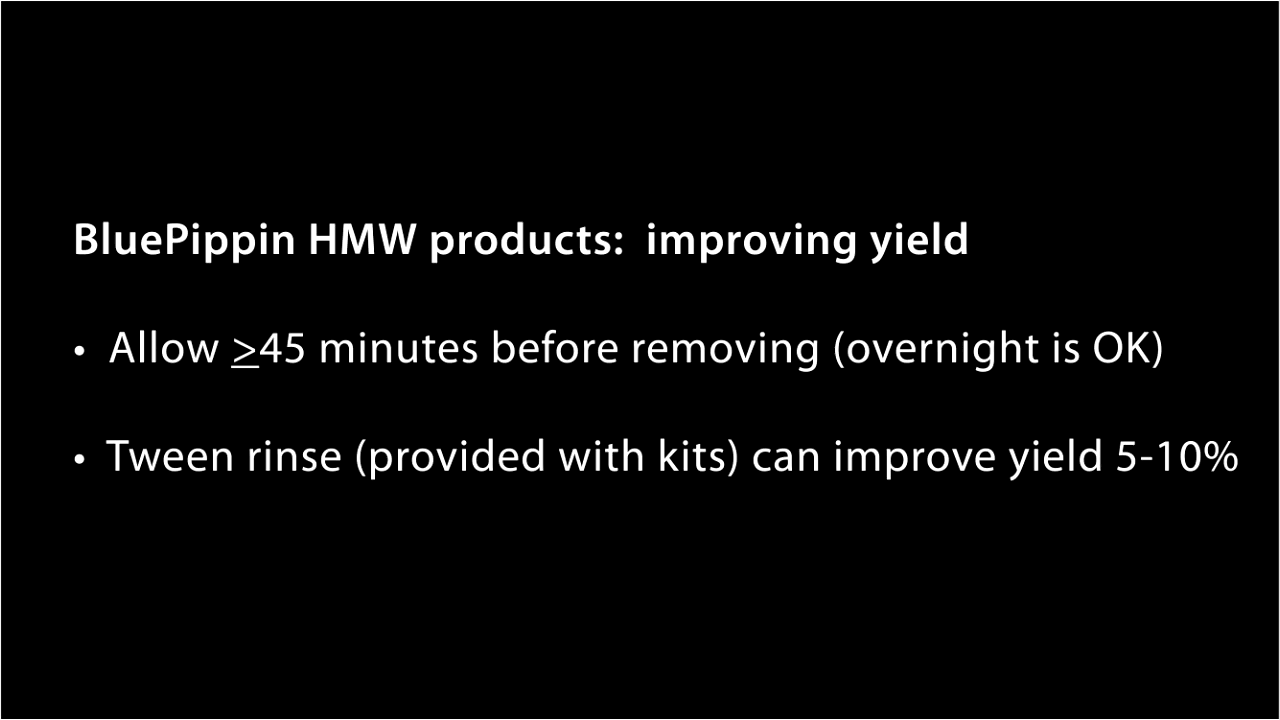 BluePippin HMW products:  improving yield
• Allow ≥45 minutes before removing (overnight is OK)
• Tween rinse (provided with kits) can improve yield 5-10%